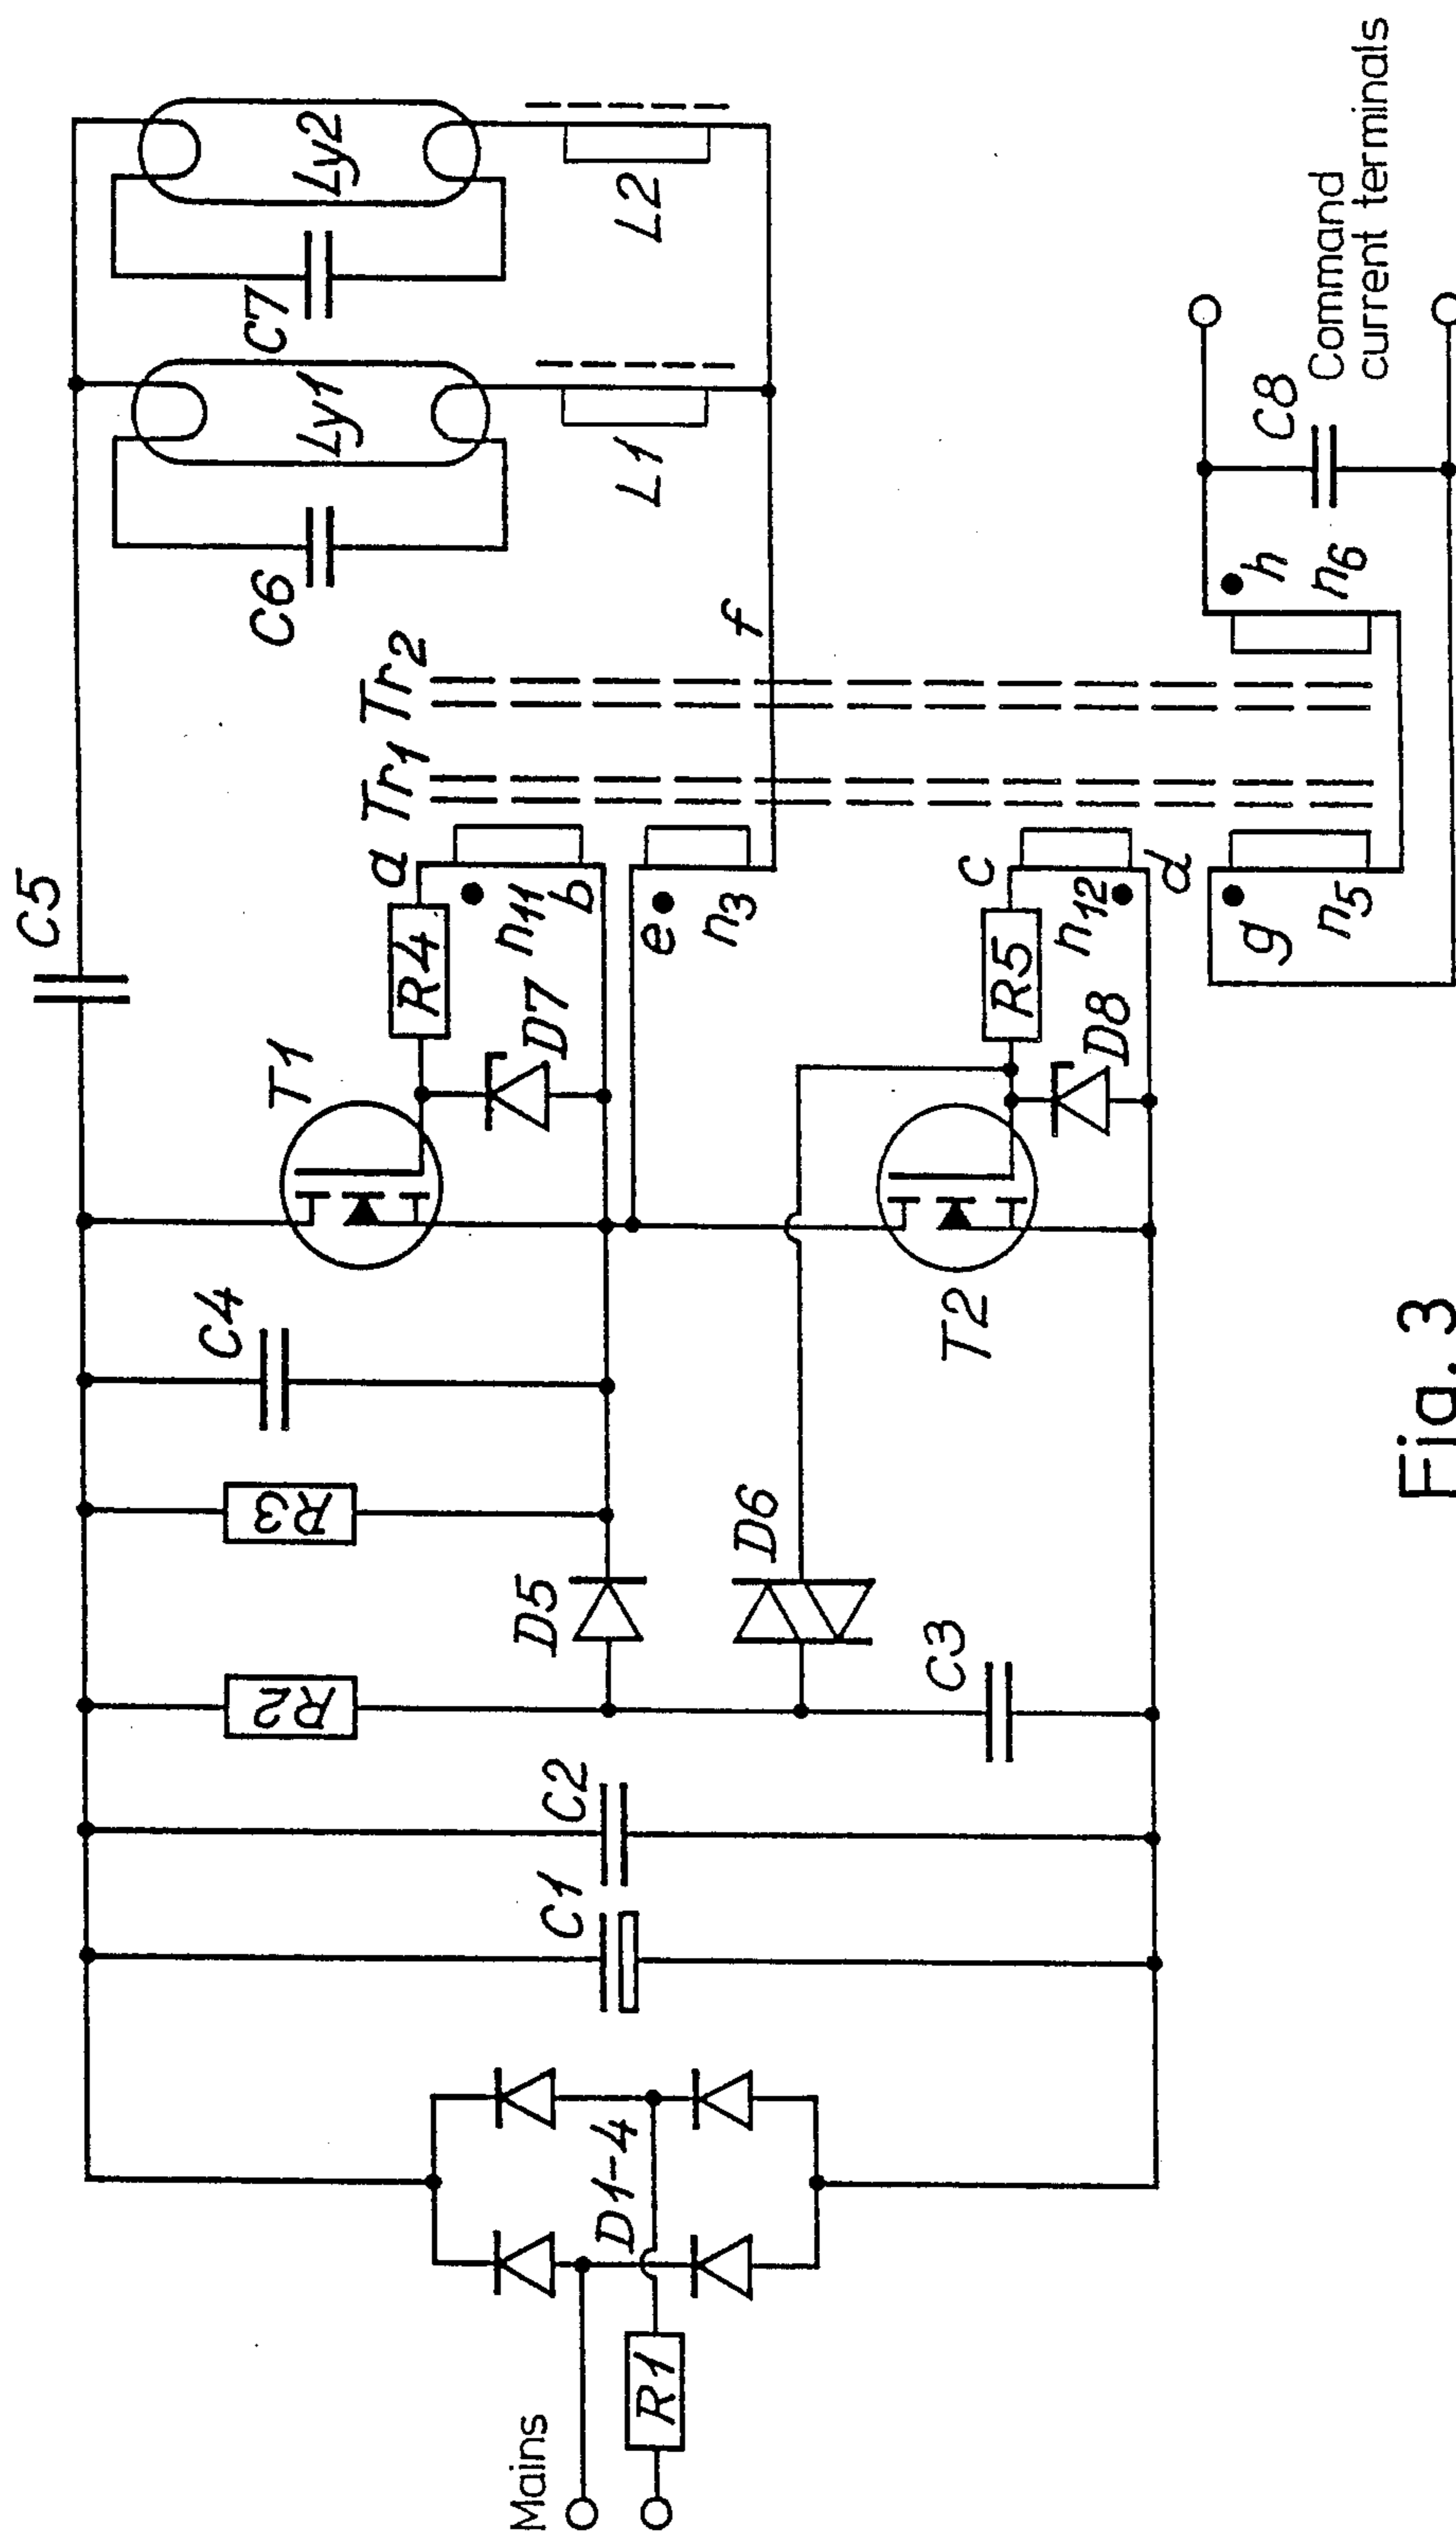 Mains
R1
D1-4
C1
C2
R2
R3
C4
D5
D6
C3
T1
T2
C5
R4
D7
a
n11
b
e
n3
f
R5
D8
c
n12
d
g
n5
Tr1
Tr2
h
n6
C6
Ly1
L1
C7
Ly2
L2
C8
Command
current terminals
Fig. 3